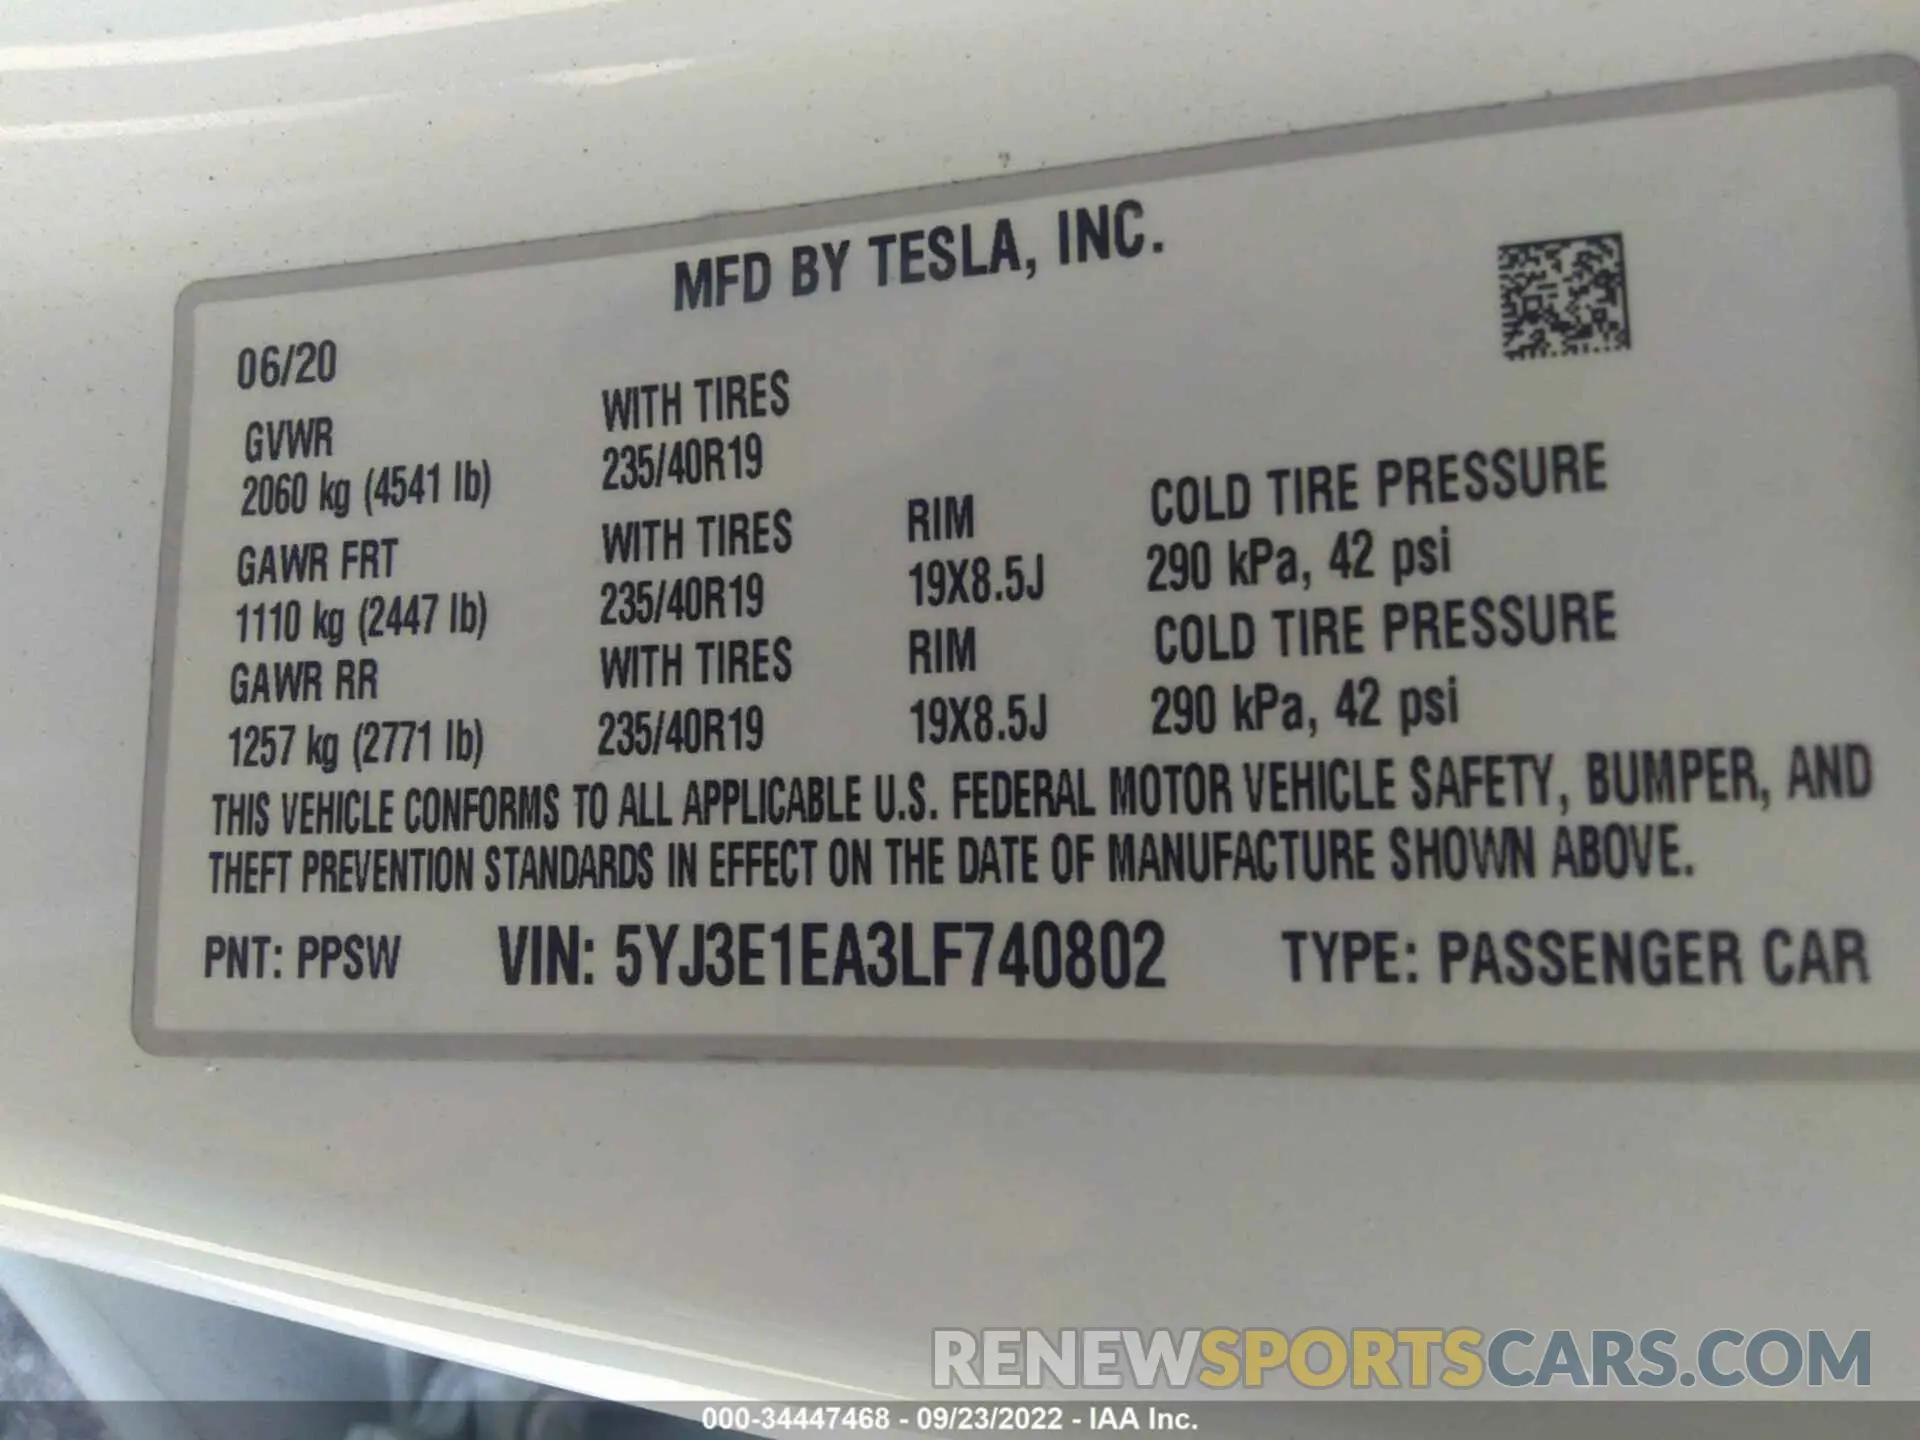 MFD BY TESLA, INC.
06/20
GVWR
2060 kg (4541 lb)
WITH TIRES
235/40R19
GAWR FRT
1110 kg (2447 lb)
WITH TIRES
235/40R19
RIM
19X8.5J
COLD TIRE PRESSURE
290 kPa, 42 psi
GAWR RR
1257 kg (2771 lb)
WITH TIRES
235/40R19
RIM
19X8.5J
COLD TIRE PRESSURE
290 kPa, 42 psi
THIS VEHICLE CONFORMS TO ALL APPLICABLE U.S. FEDERAL MOTOR VEHICLE SAFETY, BUMPER, AND
THEFT PREVENTION STANDARDS IN EFFECT ON THE DATE OF MANUFACTURE SHOWN ABOVE.
PNT: PPSW VIN: 5YJ3E1EA3LF740802 TYPE: PASSENGER CAR
RENEWSPORTSCARS.COM
000-34447468 - 09/23/2022 - IAA Inc.